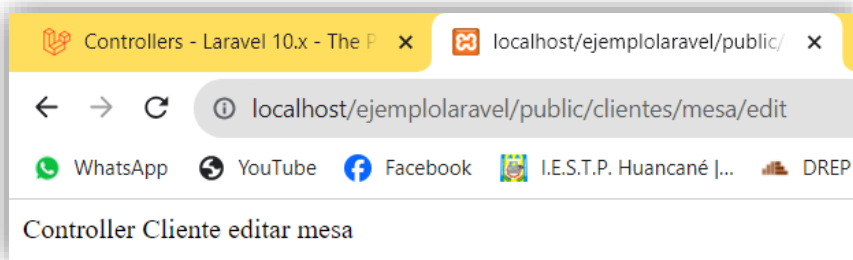 Controllers - Laravel 10.x - The P
localhost/ejemplolaravel/public/
localhost/ejemplolaravel/public/clientes/mesa/edit
WhatsApp
YouTube
Facebook
I.E.S.T.P. Huancané |...
DREP
Controller Cliente editar mesa